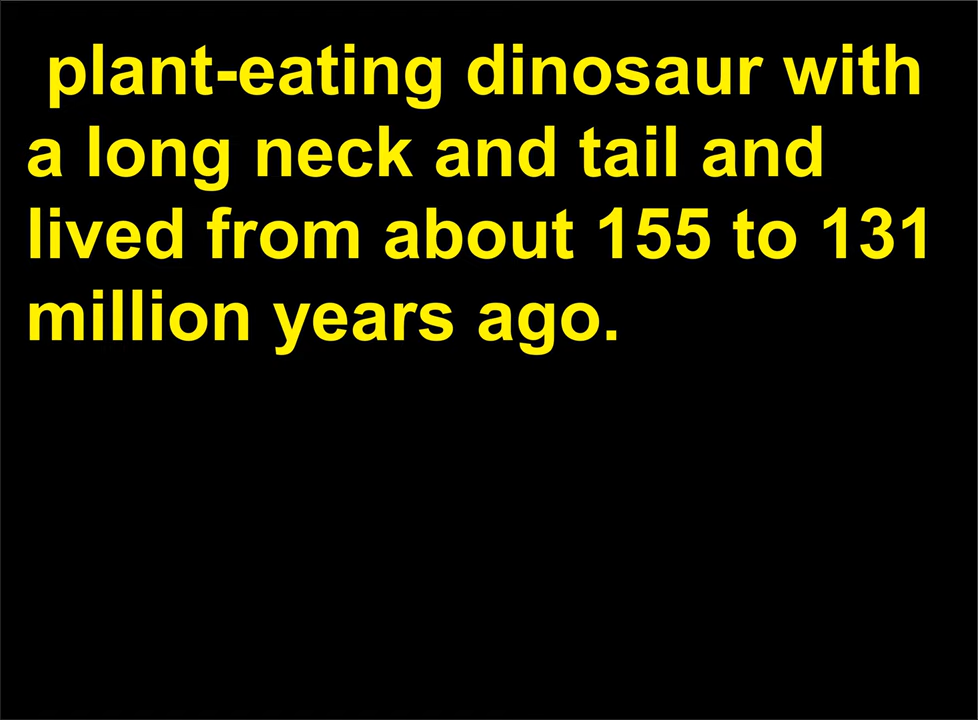 plant-eating dinosaur with
a long neck and tail and
lived from about 155 to 131
million years ago.